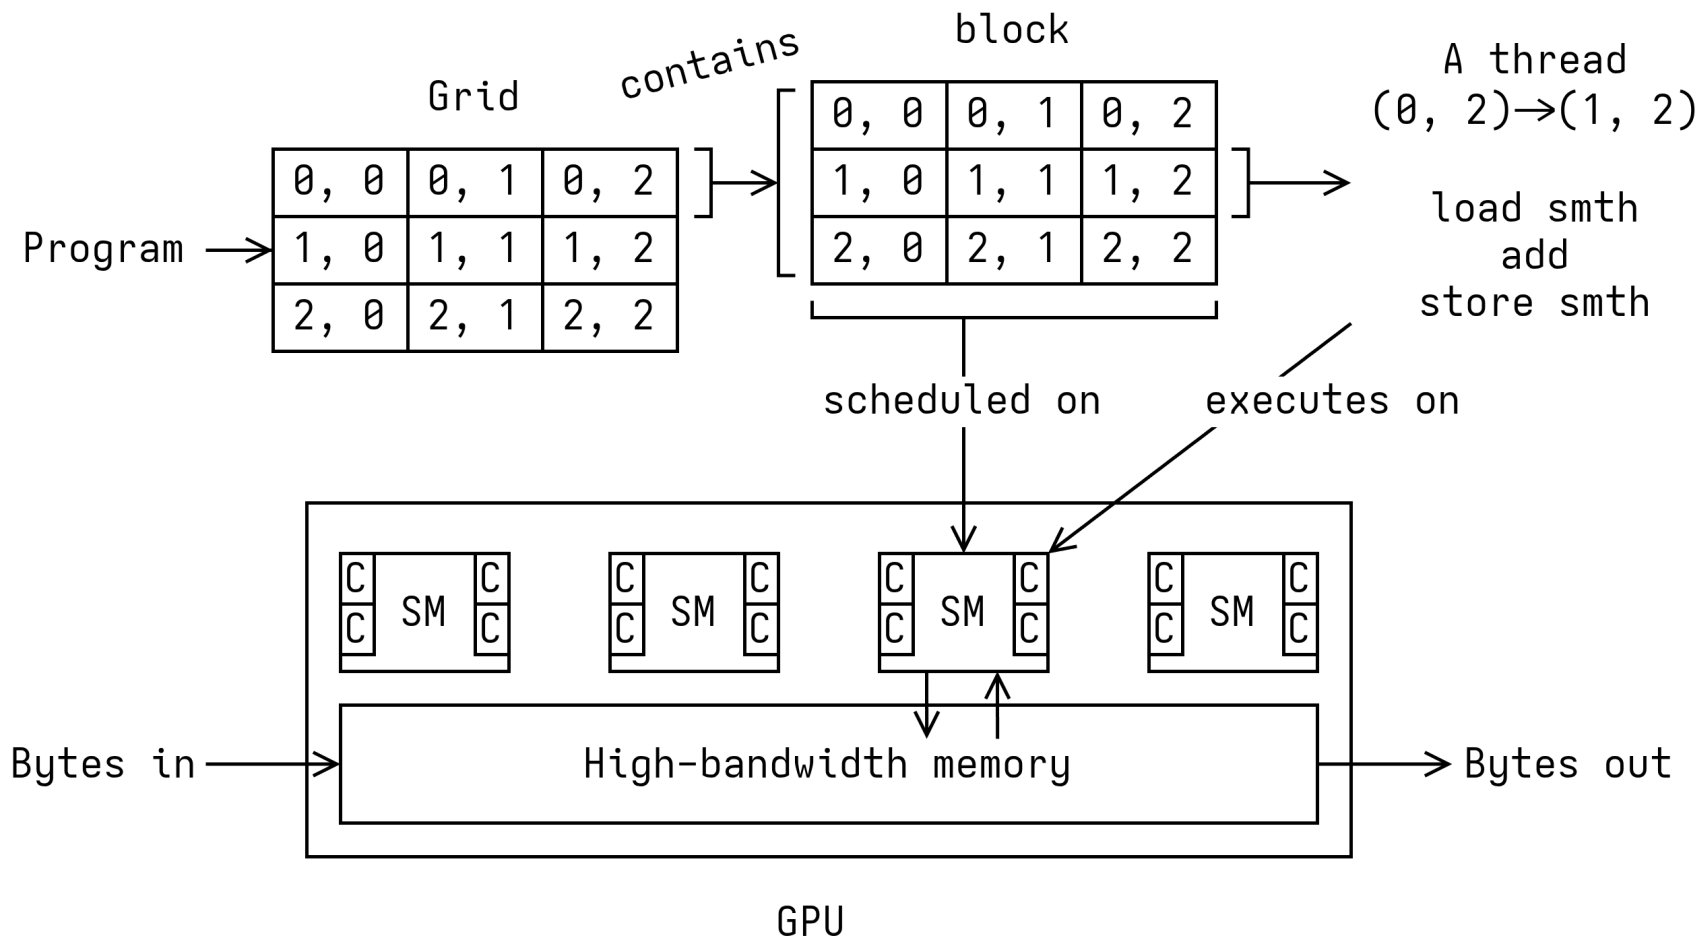 block
contains
A thread
Grid
(0, 2)→(1, 2)
0, 0 0, 1 0, 2
1, 0 1, 1 1, 2
2, 0 2, 1 2, 2
0, 0 0, 1 0, 2
1, 0 1, 1 1, 2
2, 0 2, 1 2, 2
load smth
add
store smth
Program
scheduled on
executes on
C C C C C C C C
SM SM SM SM
C C C C C C C C
Bytes in
High-bandwidth memory
Bytes out
GPU